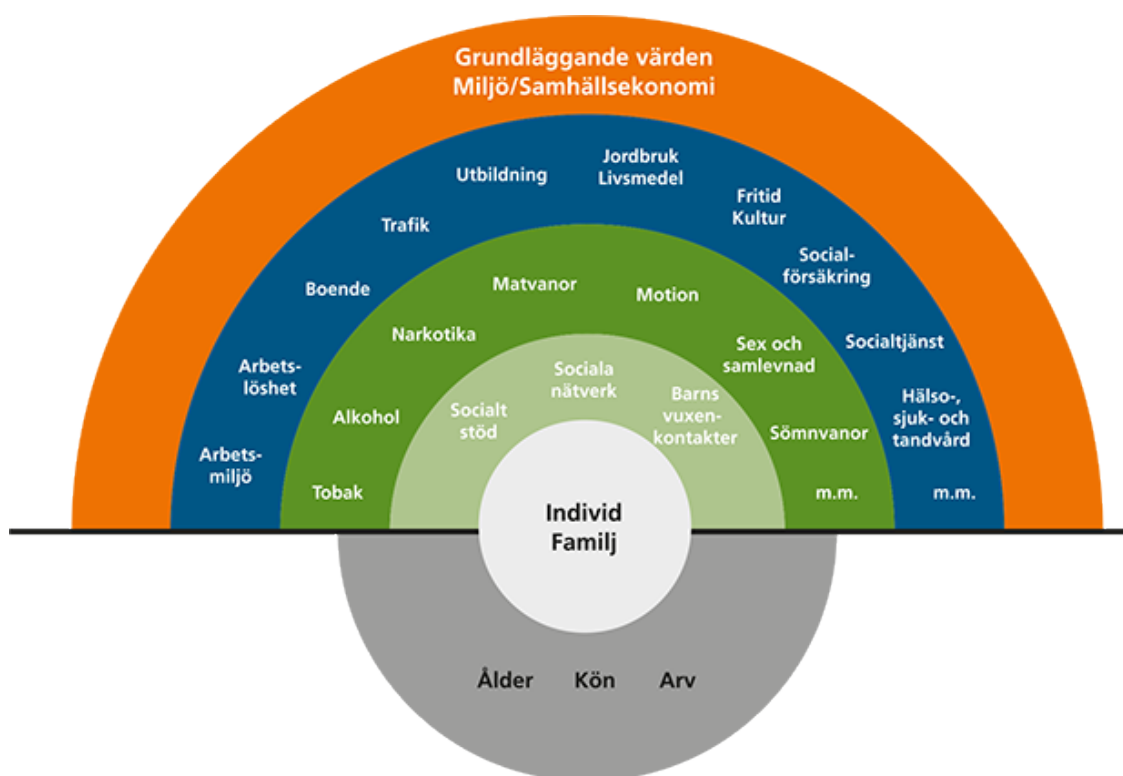 Grundläggande värden
Miljö/Samhällsekonomi
Arbets-
miljö
Arbets-
löshet
Boende
Trafik
Utbildning
Jordbruk
Livsmedel
Fritid
Kultur
Social-
försäkring
Socialtjänst
Hälso-,
sjuk- och
tandvård
m.m.
Tobak
Alkohol
Narkotika
Matvanor
Motion
Sex och
samlevnad
Sömnvanor
m.m.
Socialt
stöd
Sociala
nätverk
Barns
vuxen-
kontakter
Individ
Familj
Ålder Kön Arv